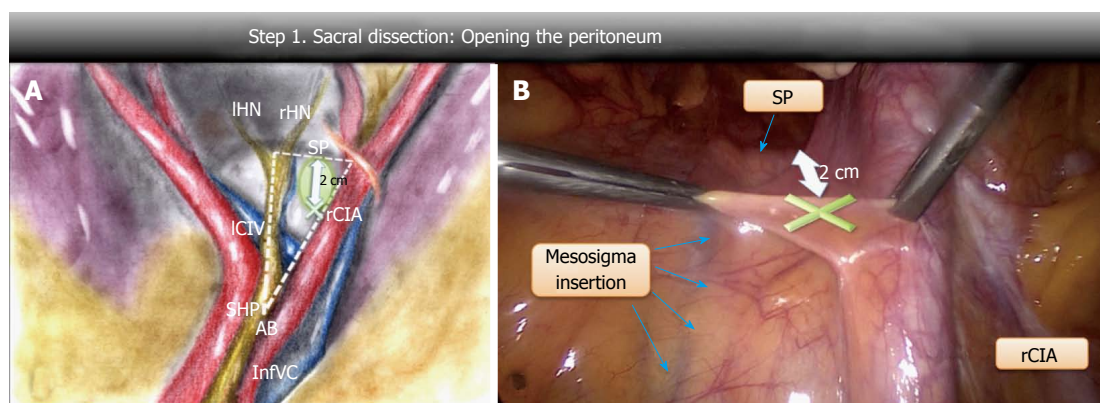 Step 1. Sacral dissection: Opening the peritoneum
A
lHN
rHN
SP
2 cm
rCIA
lCIV
SHP
AB
InfVC
B
SP
2 cm
Mesosigma
insertion
rCIA